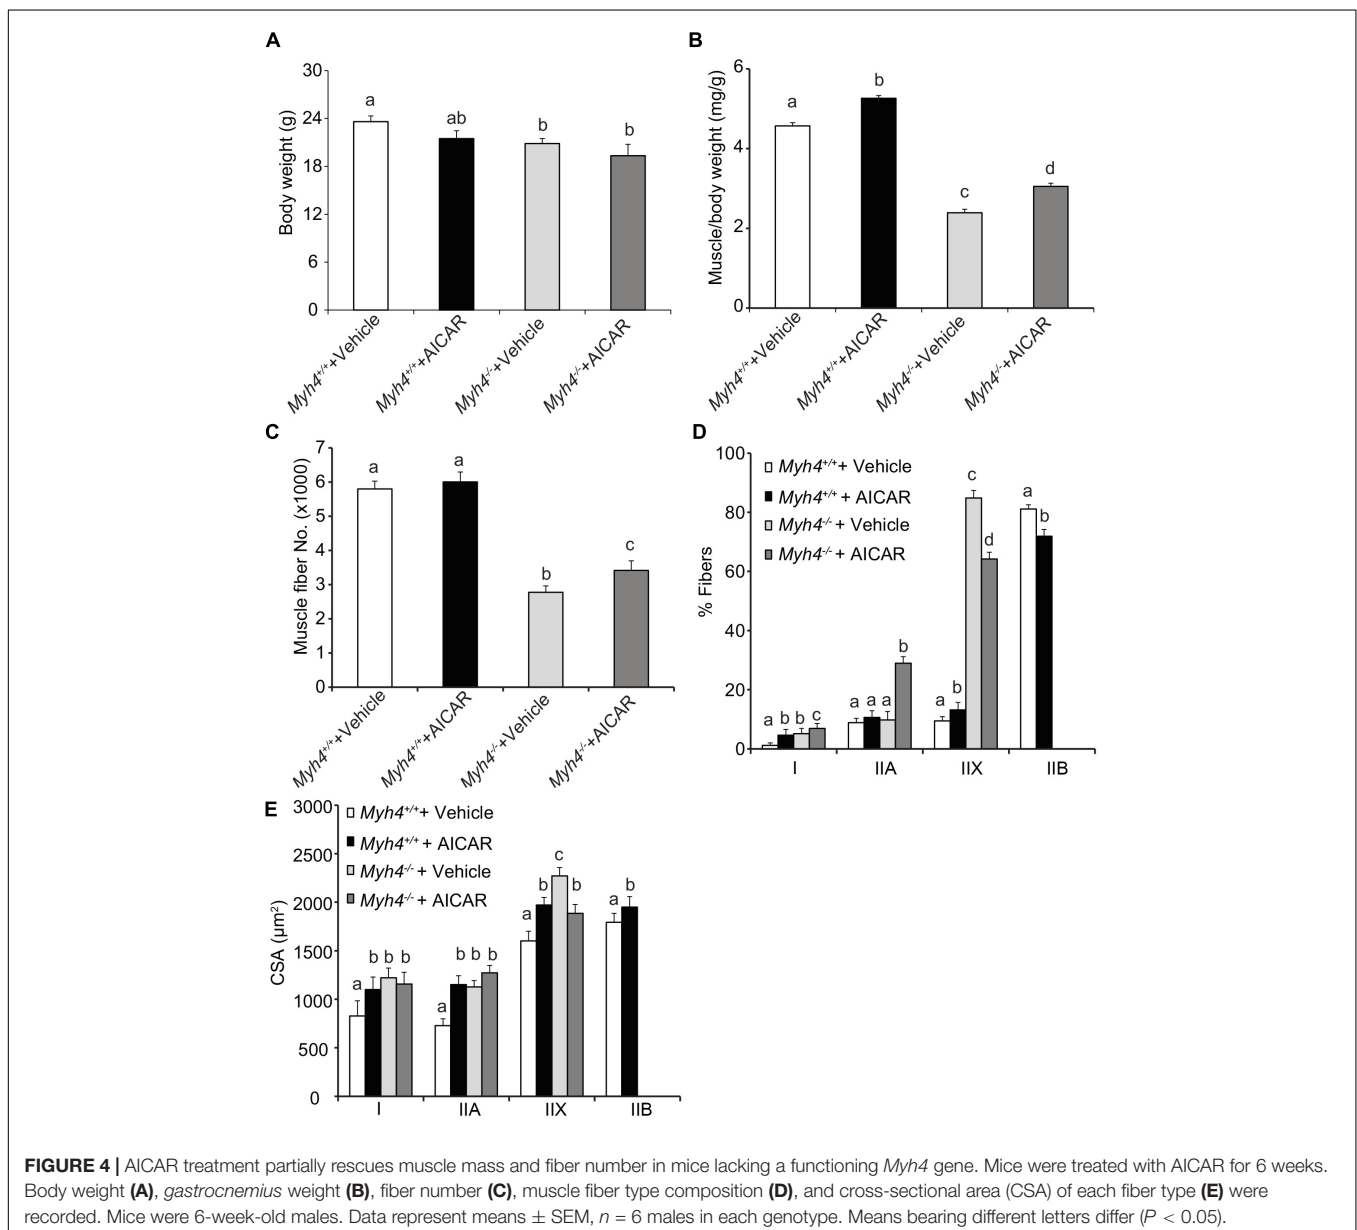 A
Body weight (g)
30
24
18
12
6
0
a
ab
b
b
Myh4+/++Vehicle
Myh4+/++AICAR
Myh4-/-+Vehicle
Myh4-/-+AICAR
B
Muscle/body weight (mg/g)
6
4
2
0
a
b
c
d
Myh4+/++Vehicle
Myh4+/++AICAR
Myh4-/-+Vehicle
Myh4-/-+AICAR
C
Muscle fiber No. (x1000)
7
6
5
4
3
2
1
0
a
a
b
c
Myh4+/++Vehicle
Myh4+/++AICAR
Myh4-/-+Vehicle
Myh4-/-+AICAR
D
% Fibers
100
80
60
40
20
0
Myh4+/++ Vehicle
Myh4+/+ + AICAR
Myh4-/- + Vehicle
Myh4-/- + AICAR
a b b c
a a a b
a b c d
a b
I IIA IIX IIB
E
CSA (µm²)
3000
2500
2000
1500
1000
500
0
Myh4+/++ Vehicle
Myh4+/+ + AICAR
Myh4-/- + Vehicle
Myh4-/- + AICAR
a b b b
a b b b
a b c b
a b
I IIA IIX IIB
FIGURE 4 | AICAR treatment partially rescues muscle mass and fiber number in mice lacking a functioning Myh4 gene. Mice were treated with AICAR for 6 weeks.
Body weight (A), gastrocnemius weight (B), fiber number (C), muscle fiber type composition (D), and cross-sectional area (CSA) of each fiber type (E) were
recorded. Mice were 6-week-old males. Data represent means ± SEM, n = 6 males in each genotype. Means bearing different letters differ (P < 0.05).